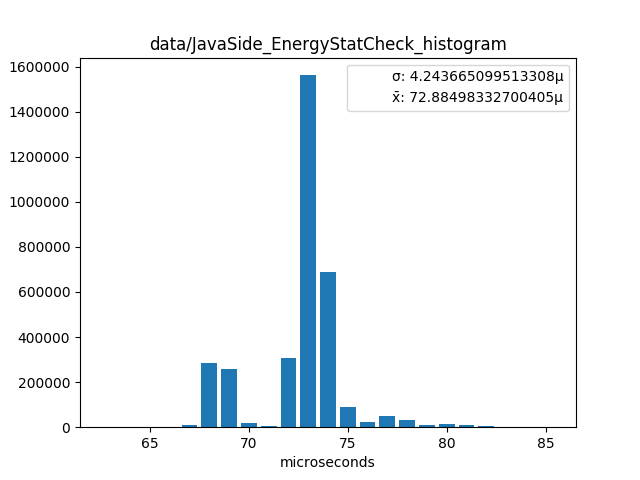 data/JavaSide_EnergyStatCheck_histogram
σ: 4.243665099513308µ
x̄: 72.88498332700405µ
1600000
1400000
1200000
1000000
800000
600000
400000
200000
0
65 70 75 80 85
microseconds